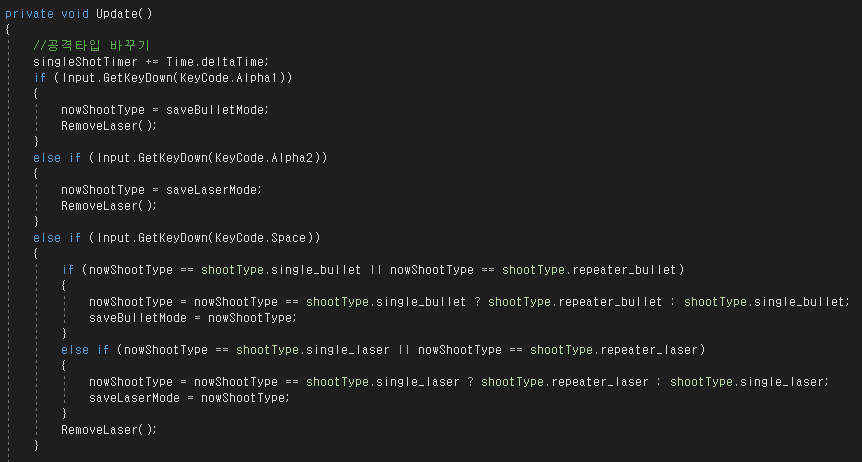 private void Update()
{
//공격타입 바꾸기
singleShotTimer += Time.deltaTime;
if (Input.GetKeyDown(KeyCode.Alpha1))
{
nowShootType = saveBulletMode;
RemoveLaser();
}
else if (Input.GetKeyDown(KeyCode.Alpha2))
{
nowShootType = saveLaserMode;
RemoveLaser();
}
else if (Input.GetKeyDown(KeyCode.Space))
{
if (nowShootType == shootType.single_bullet || nowShootType == shootType.repeater_bullet)
{
nowShootType = nowShootType == shootType.single_bullet ? shootType.repeater_bullet : shootType.single_bullet;
saveBulletMode = nowShootType;
}
else if (nowShootType == shootType.single_laser || nowShootType == shootType.repeater_laser)
{
nowShootType = nowShootType == shootType.single_laser ? shootType.repeater_laser : shootType.single_laser;
saveLaserMode = nowShootType;
}
RemoveLaser();
}